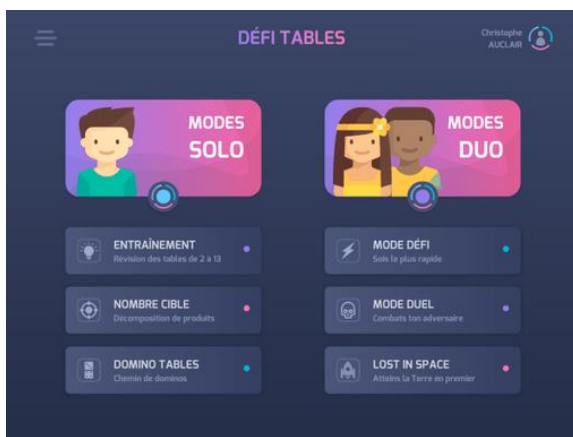 DÉFI TABLES
Christophe
AUCLAIR
MODES
SOLO
MODES
DUO
ENTRAÎNEMENT
Révision des tables de 2 à 13
NOMBRE CIBLE
Décomposition de produits
DOMINO TABLES
Chemin de dominos
MODE DÉFI
Sois le plus rapide
MODE DUEL
Combats ton adversaire
LOST IN SPACE
Atteins la Terre en premier